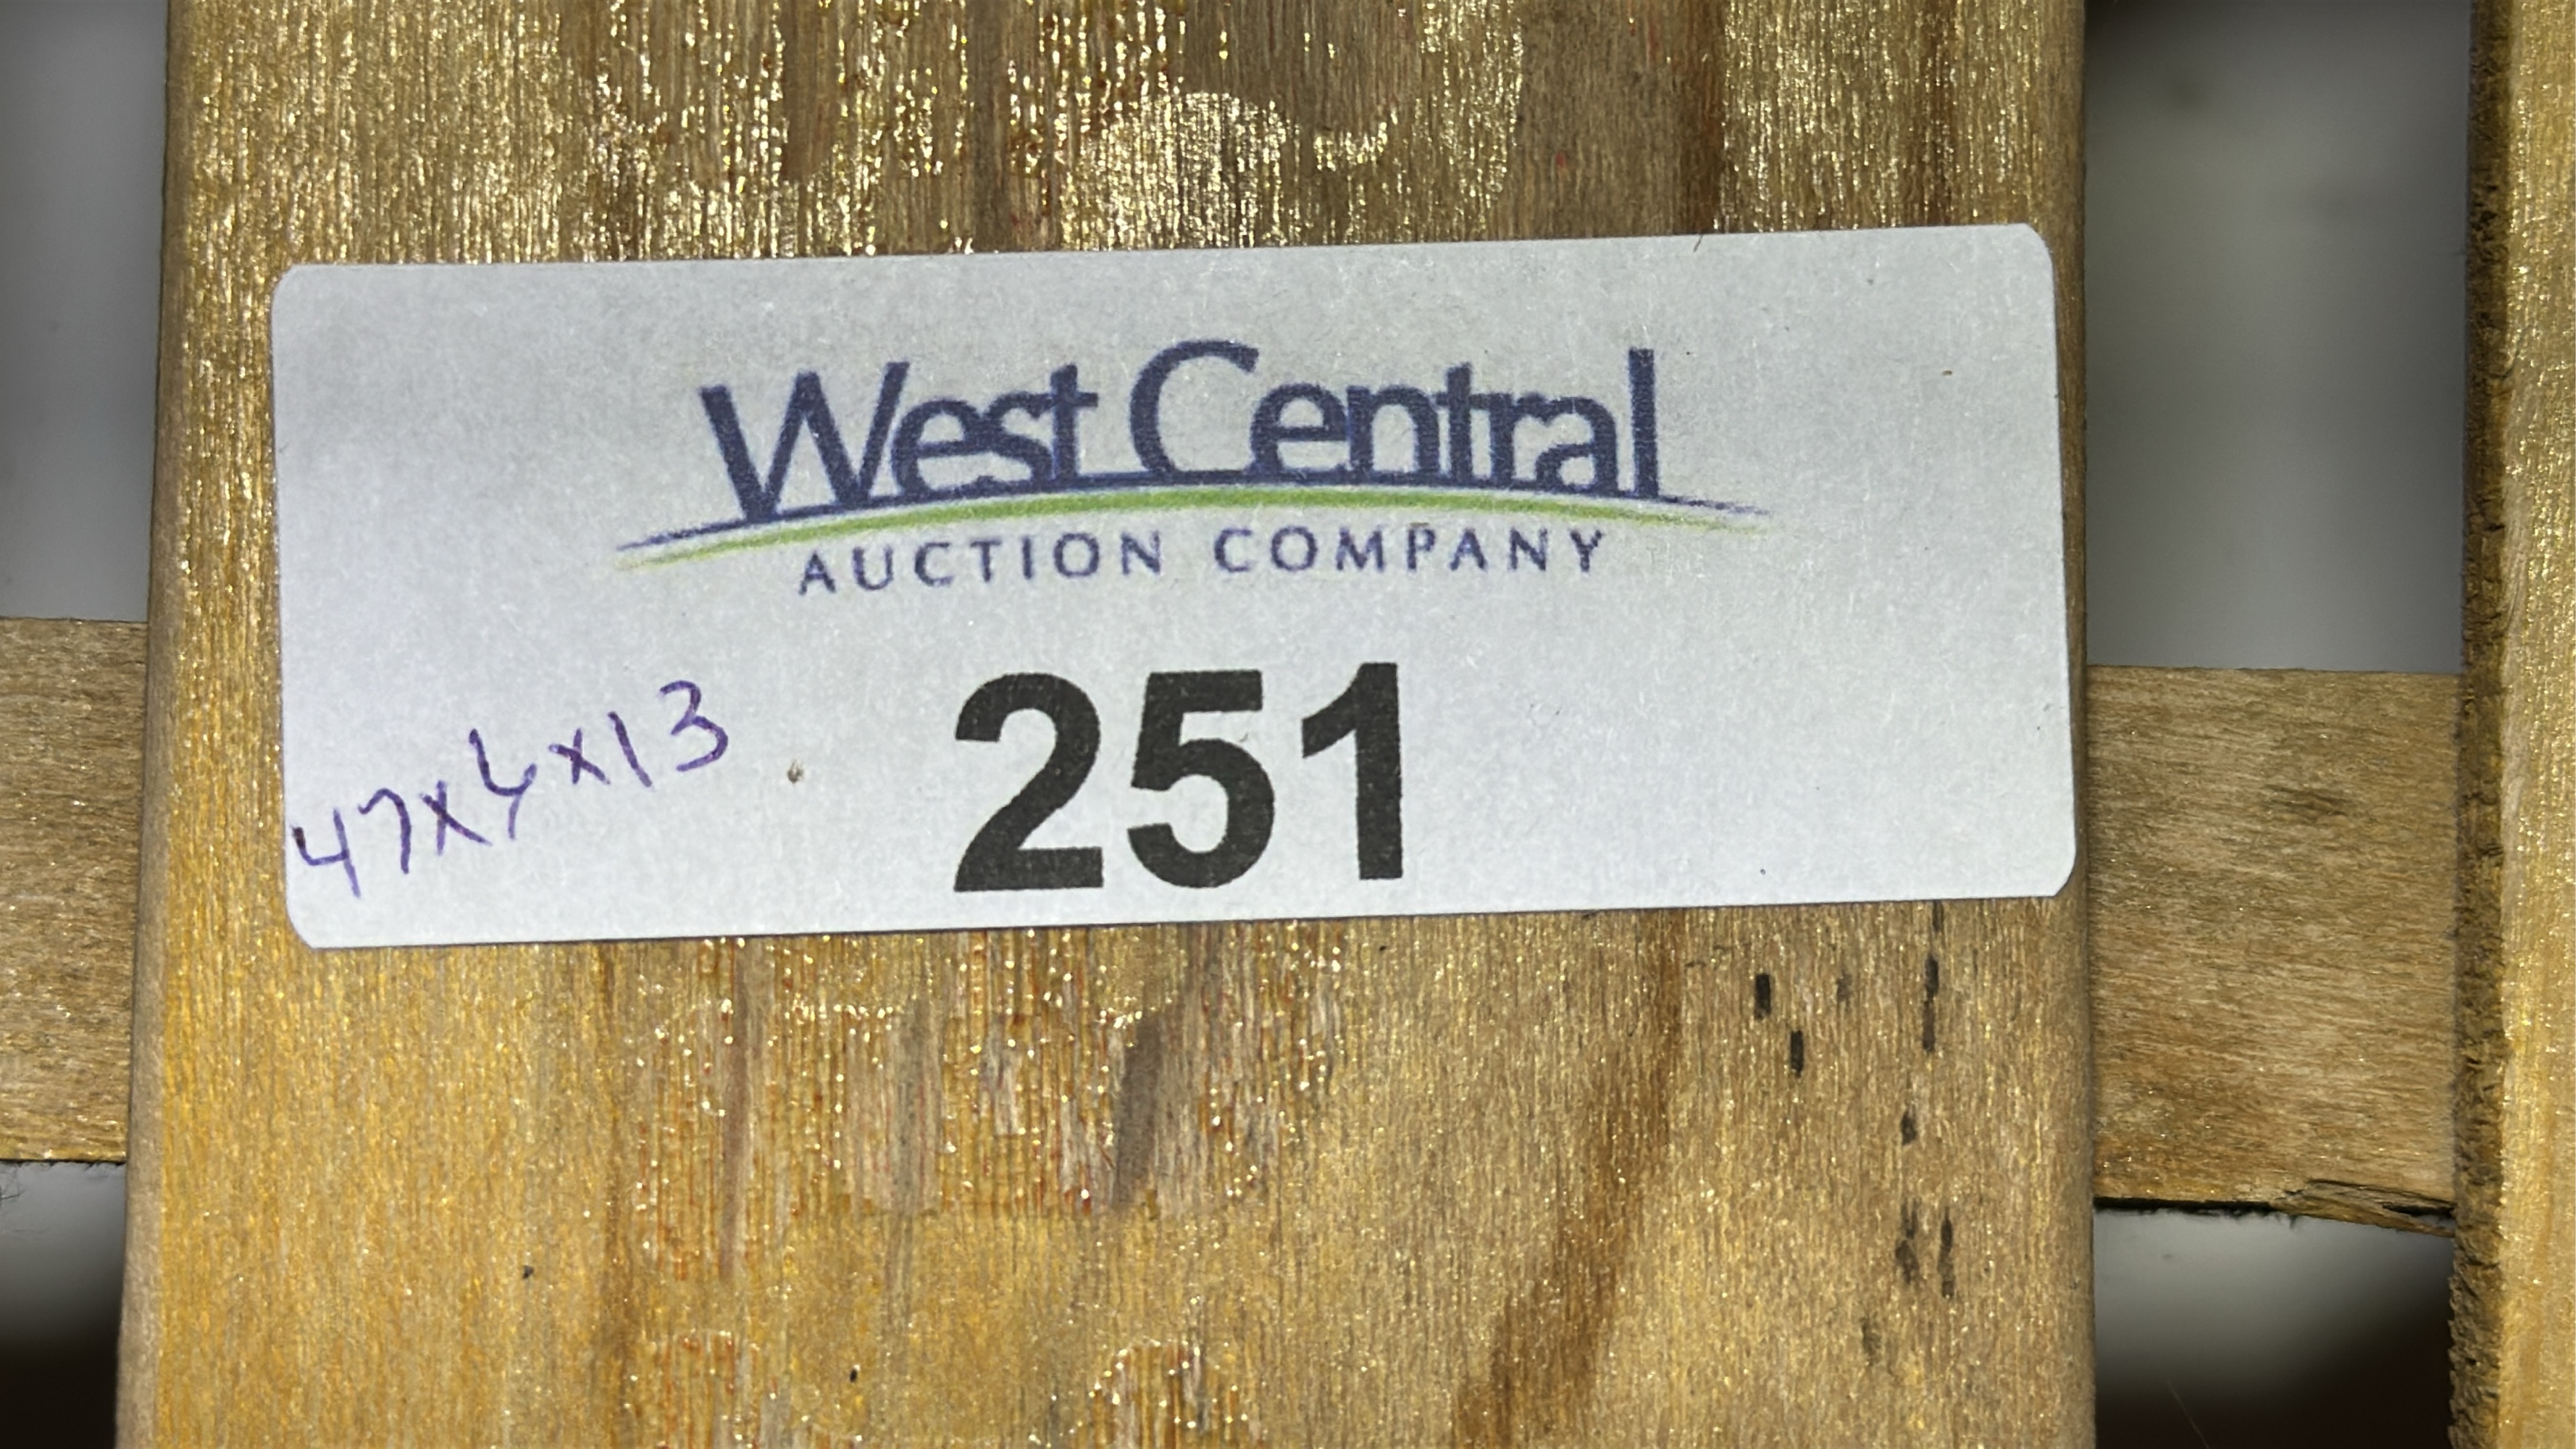 West Central
AUCTION COMPANY
47x4x13
251